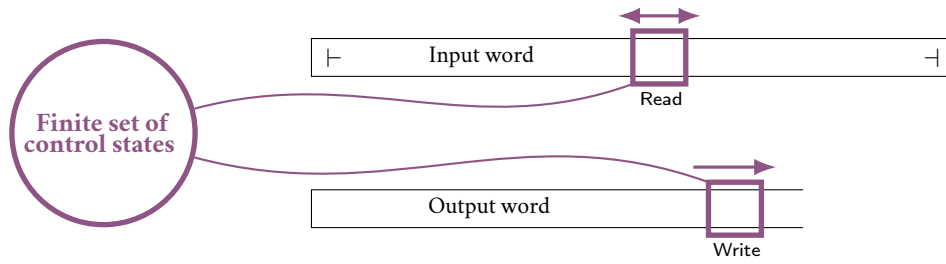 ⊢ Input word ⊣
Read
Finite set of
control states
Output word
Write